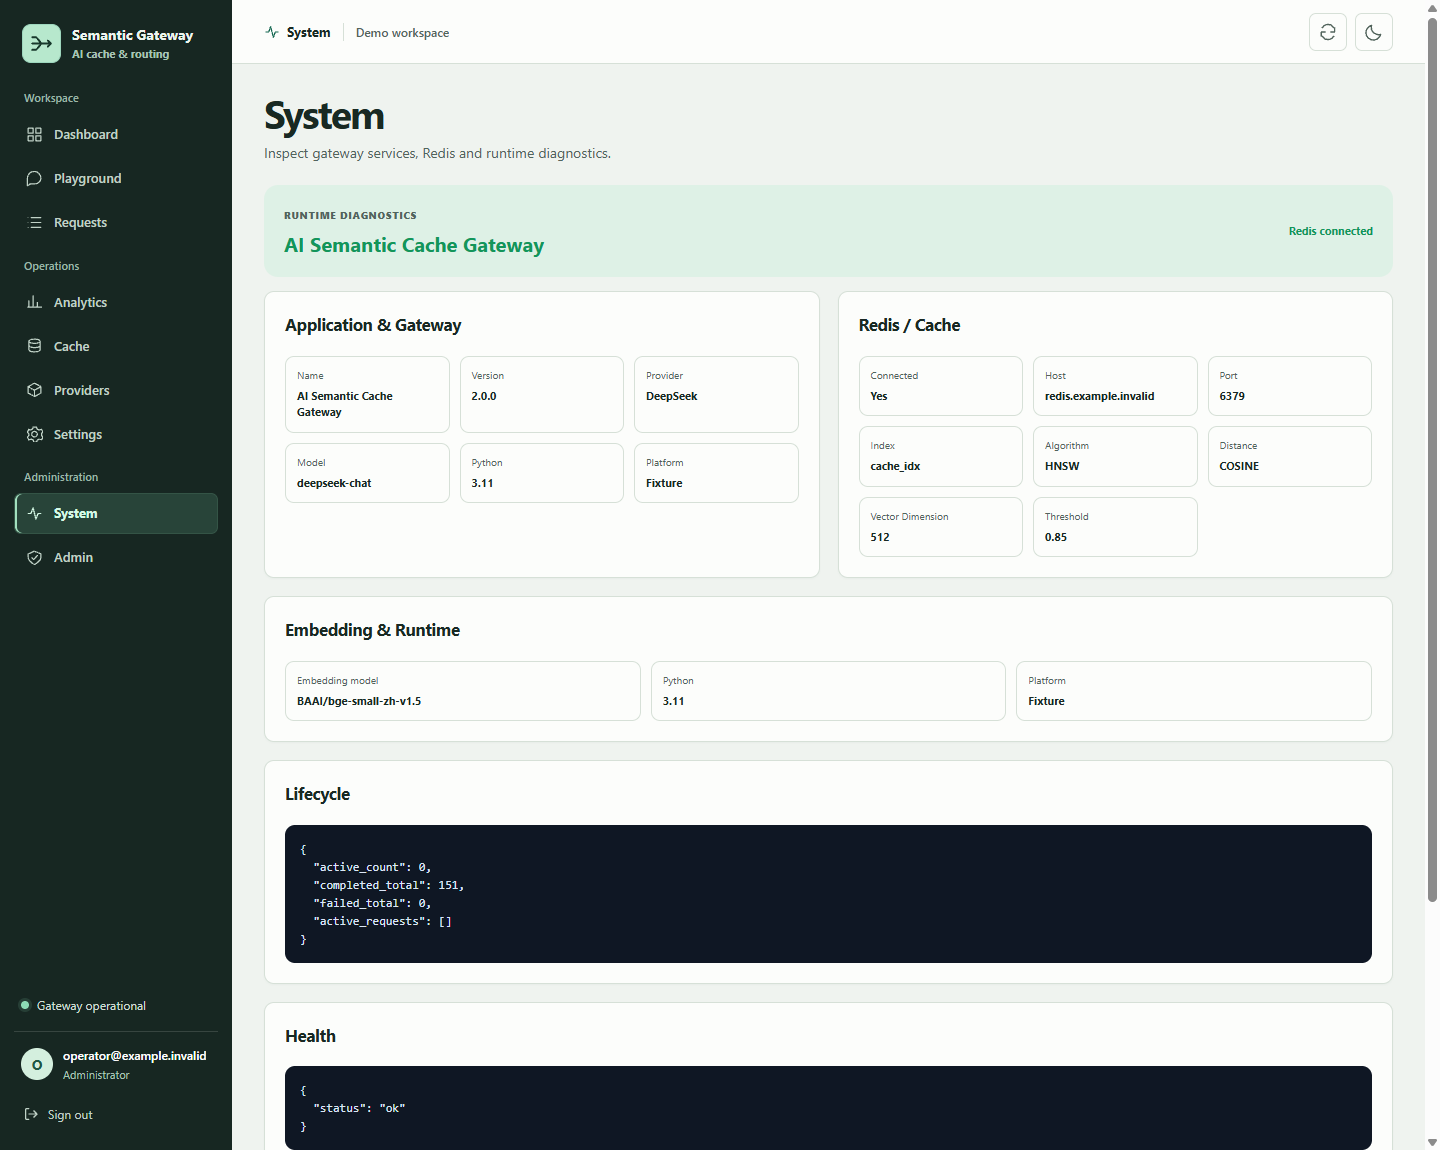 Semantic Gateway
AI cache & routing
Workspace
Dashboard
Playground
Requests
Operations
Analytics
Cache
Providers
Settings
Administration
System
Admin
Gateway operational
O
operator@example.invalid
Administrator
Sign out
System
Demo workspace
System
Inspect gateway services, Redis and runtime diagnostics.
RUNTIME DIAGNOSTICS
AI Semantic Cache Gateway
Redis connected
Application & Gateway
Name
AI Semantic Cache
Gateway
Version
2.0.0
Provider
DeepSeek
Model
deepseek-chat
Python
3.11
Platform
Fixture
Redis / Cache
Connected
Yes
Host
redis.example.invalid
Port
6379
Index
cache_idx
Algorithm
HNSW
Distance
COSINE
Vector Dimension
512
Threshold
0.85
Embedding & Runtime
Embedding model
BAAI/bge-small-zh-v1.5
Python
3.11
Platform
Fixture
Lifecycle
{
  "active_count": 0,
  "completed_total": 151,
  "failed_total": 0,
  "active_requests": []
}
Health
{
  "status": "ok"
}